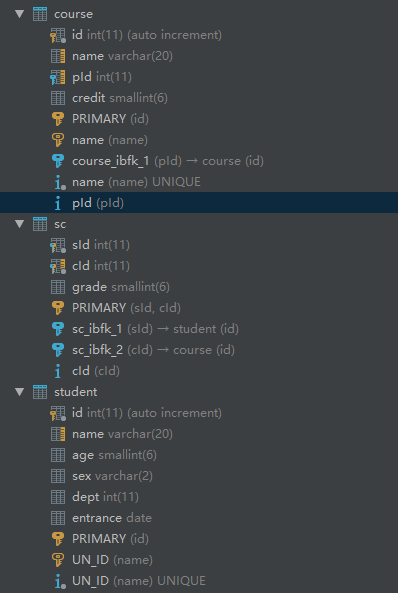 course
id int(11) (auto increment)
name varchar(20)
pId int(11)
credit smallint(6)
PRIMARY (id)
name (name)
course_ibfk_1 (pId) → course (id)
name (name) UNIQUE
pId (pId)
sc
sId int(11)
cId int(11)
grade smallint(6)
PRIMARY (sId, cId)
sc_ibfk_1 (sId) → student (id)
sc_ibfk_2 (cId) → course (id)
cId (cId)
student
id int(11) (auto increment)
name varchar(20)
age smallint(6)
sex varchar(2)
dept int(11)
entrance date
PRIMARY (id)
UN_ID (name)
UN_ID (name) UNIQUE